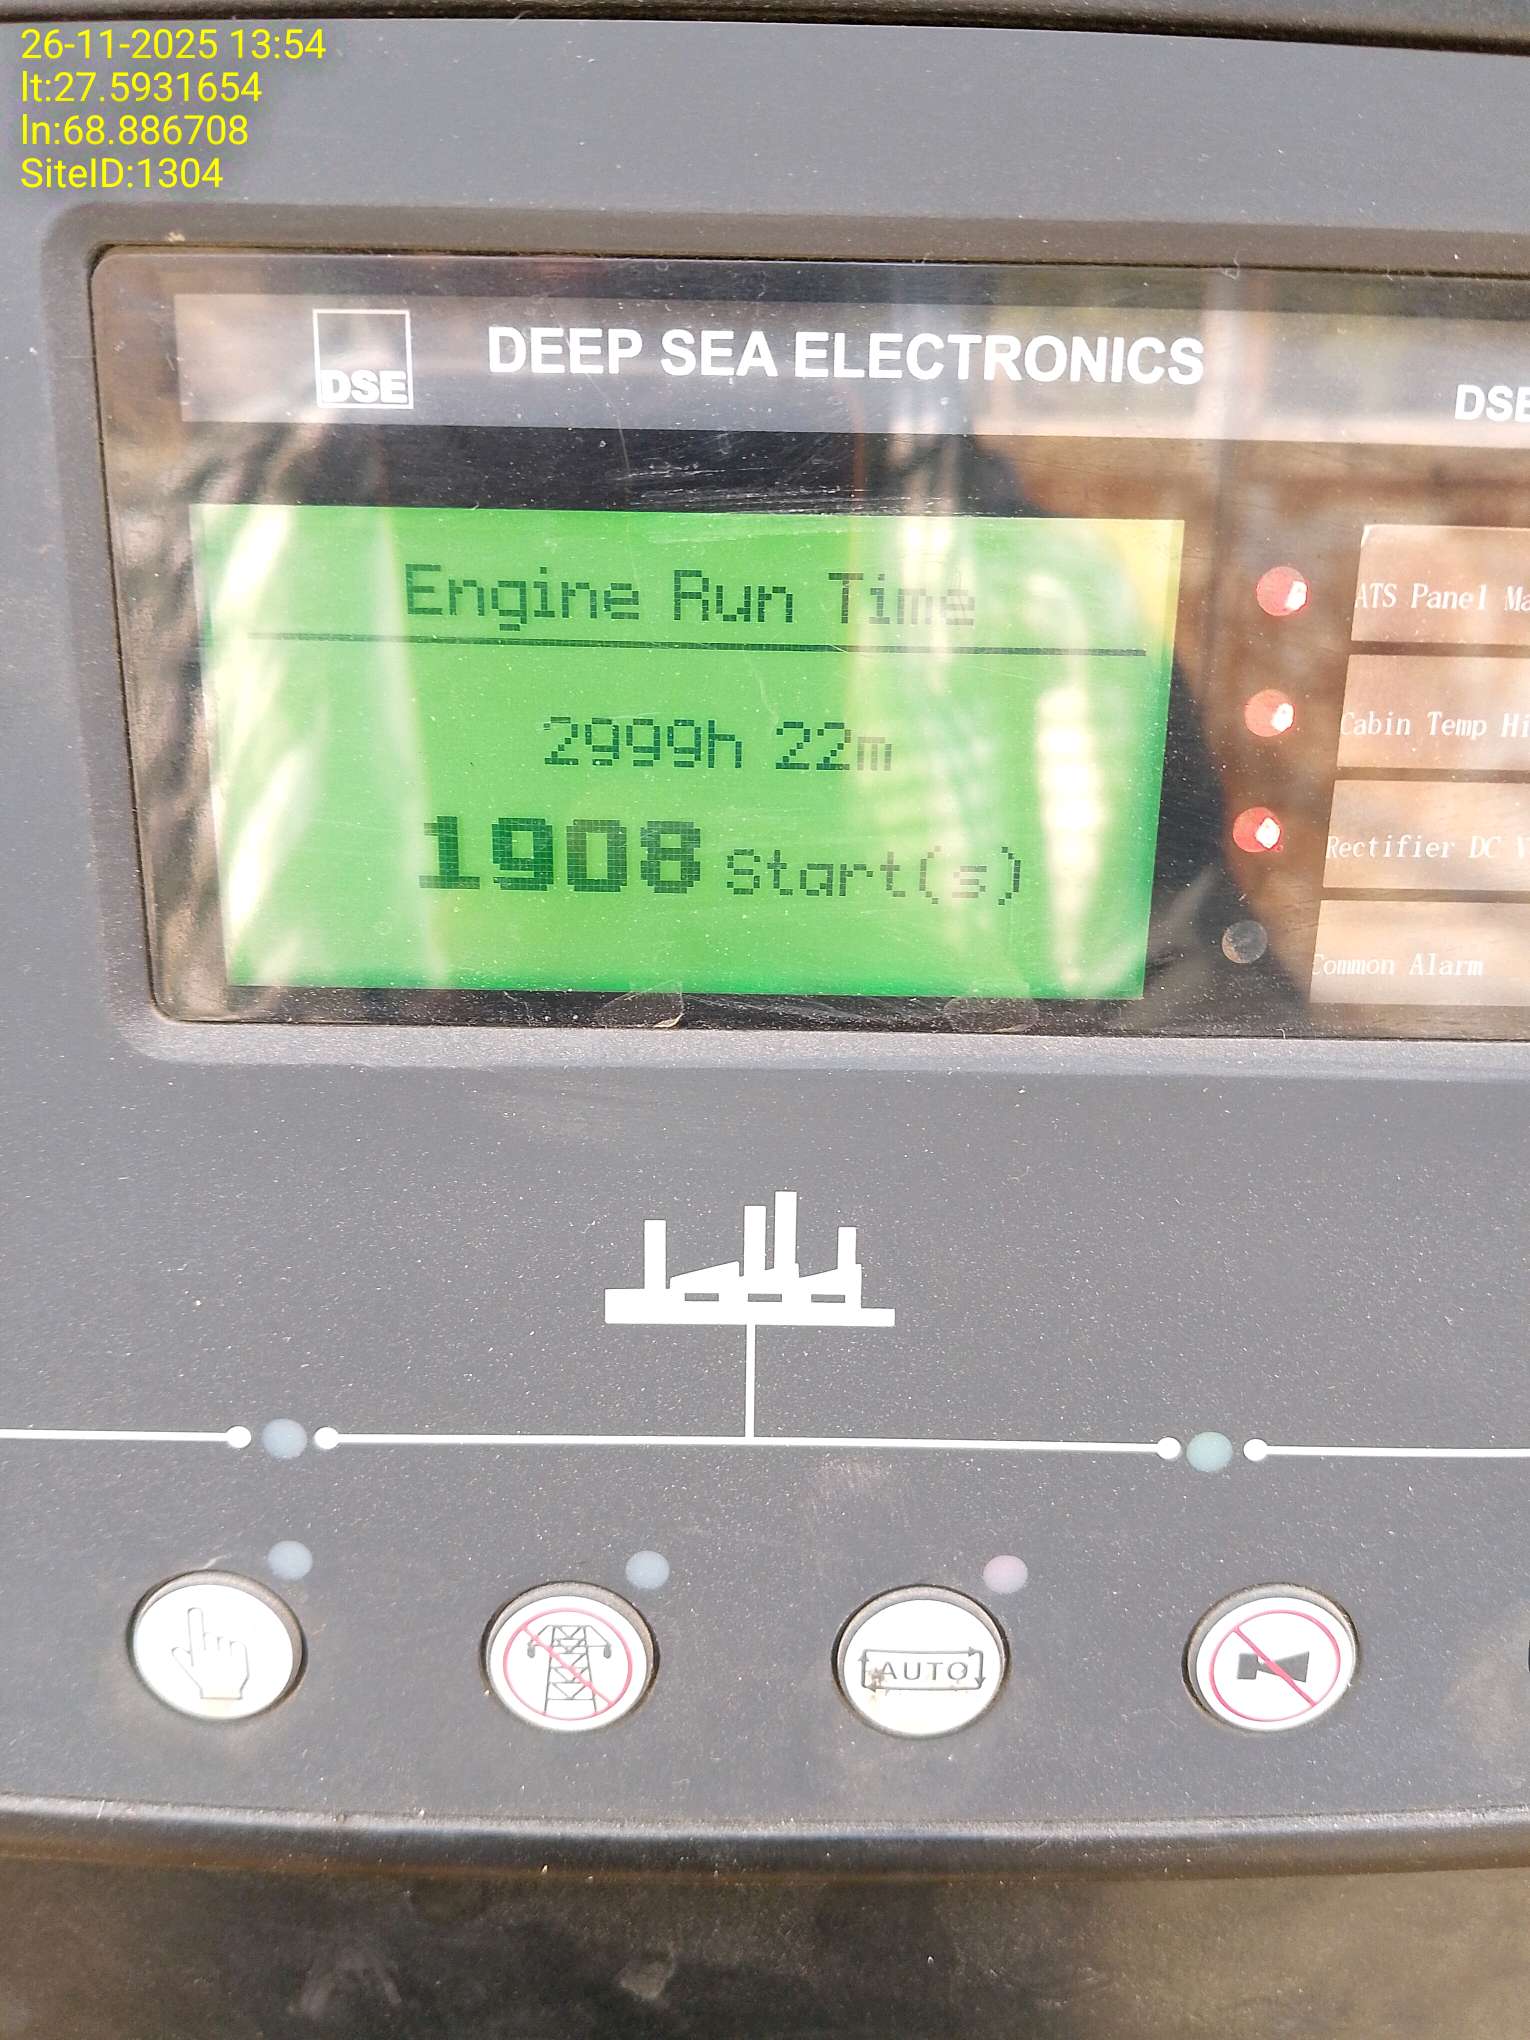 26-11-2025 13:54
lt:27.5931654
ln:68.886708
SiteID:1304
DSE
DEEP SEA ELECTRONICS
DSE
Engine Run Time
2999h 22m
1908 Start(s)
ATS Panel
Cabin Temp
Rectifier DC
Common Alarm
AUTO